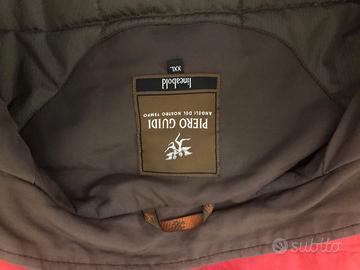 PIERO GUIDI
ANGELI DEL NOSTRO TEMPO
lineabold
XXL
subito